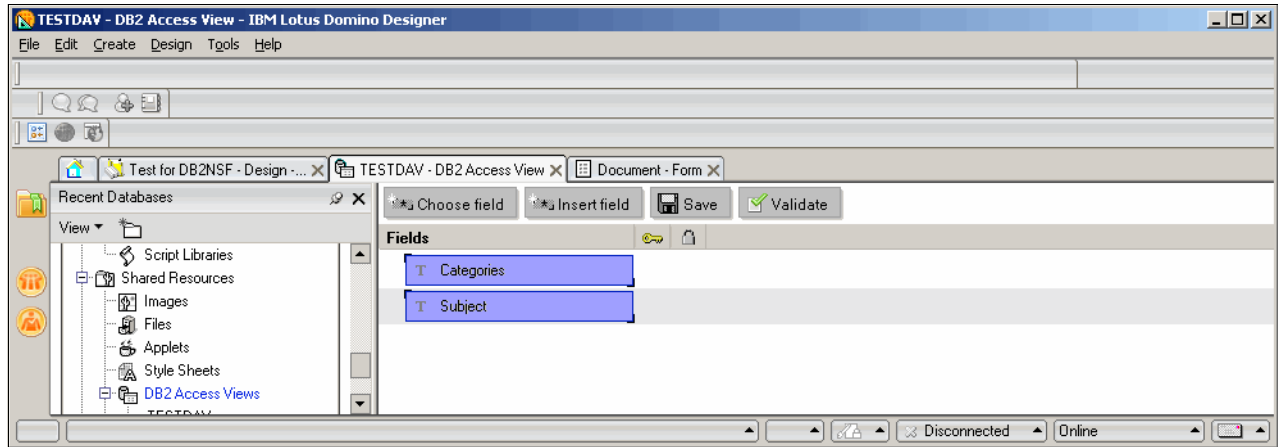 TESTDAV - DB2 Access View - IBM Lotus Domino Designer
File Edit Create Design Tools Help
Test for DB2NSF - Design -... TESTDAV - DB2 Access View Document - Form
Recent Databases
Choose field Insert field Save Validate
View
Fields
Script Libraries
Categories
Shared Resources
Images
Subject
Files
Applets
Style Sheets
DB2 Access Views
TESTDAV
Disconnected Online